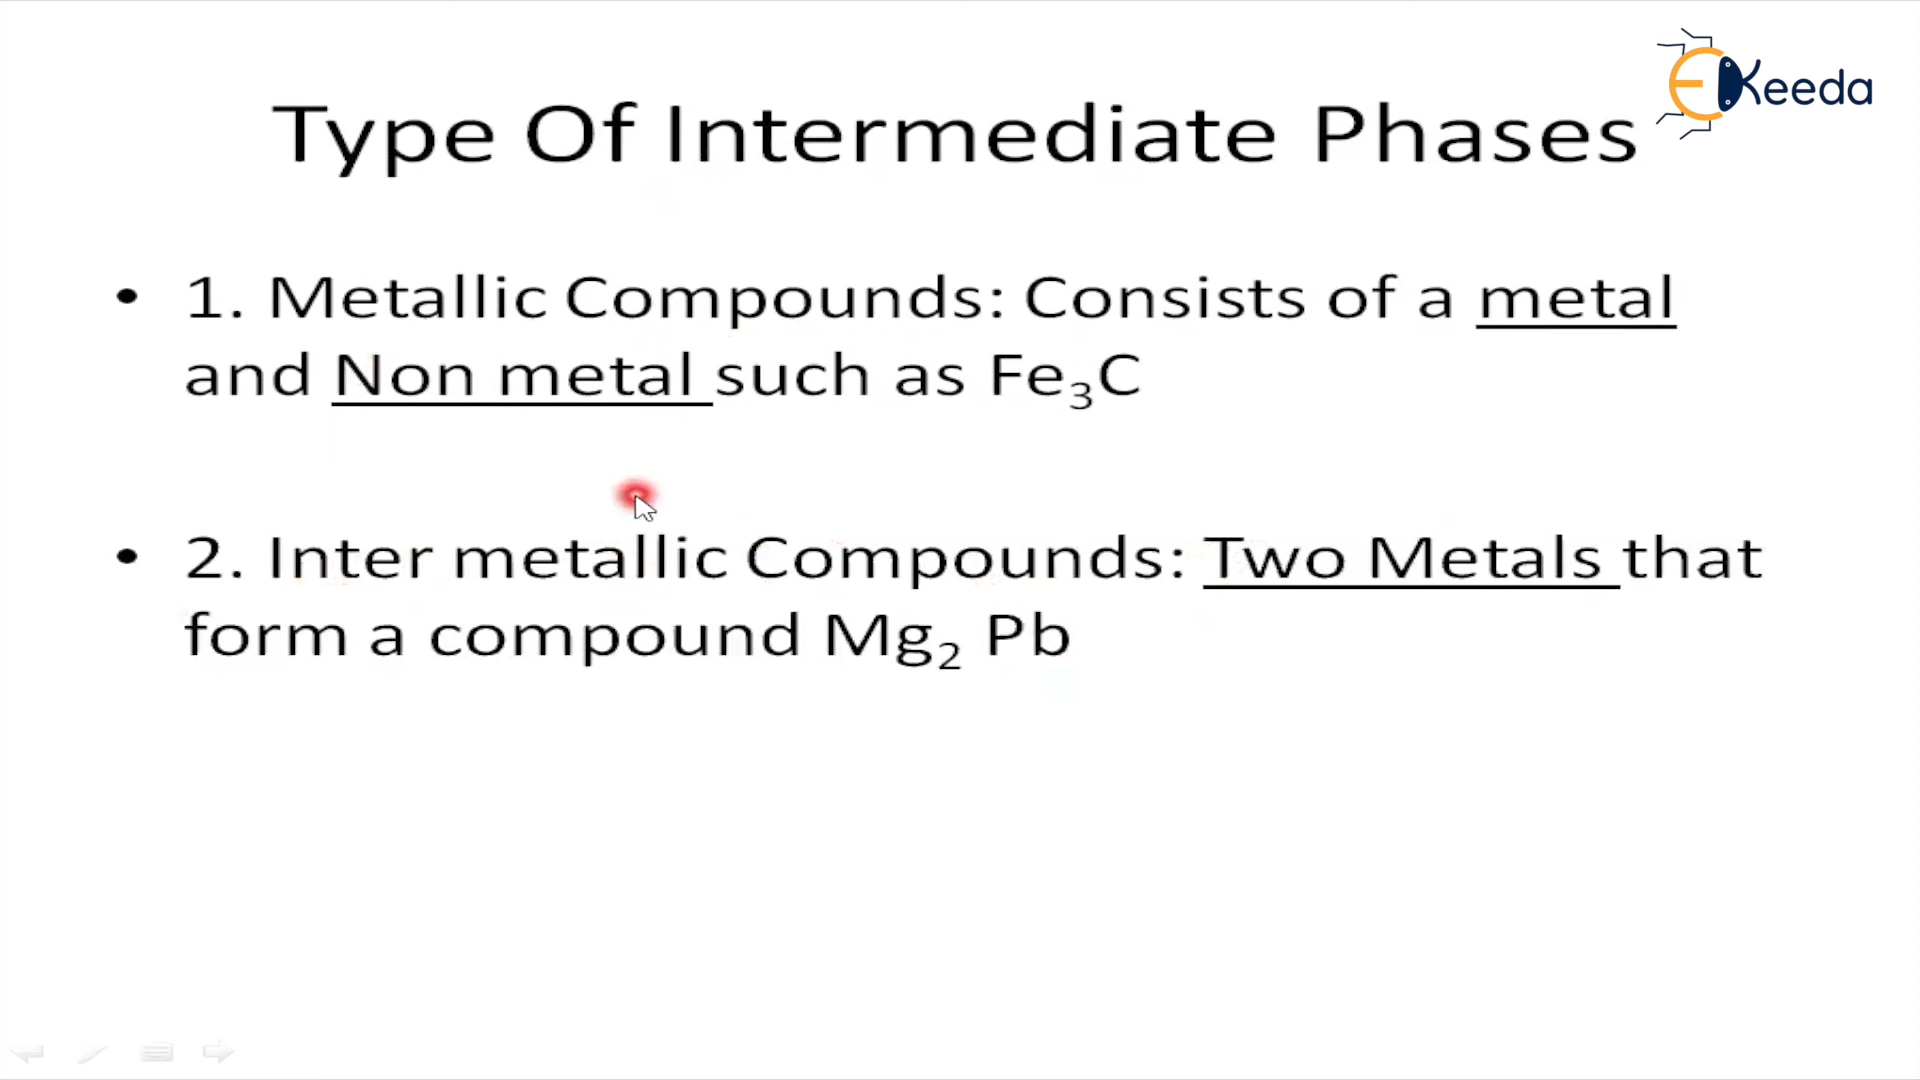 EKeeda
Type Of Intermediate Phases
• 1. Metallic Compounds: Consists of a metal
and Non metal such as Fe₃C
• 2. Inter metallic Compounds: Two Metals that
form a compound Mg₂ Pb